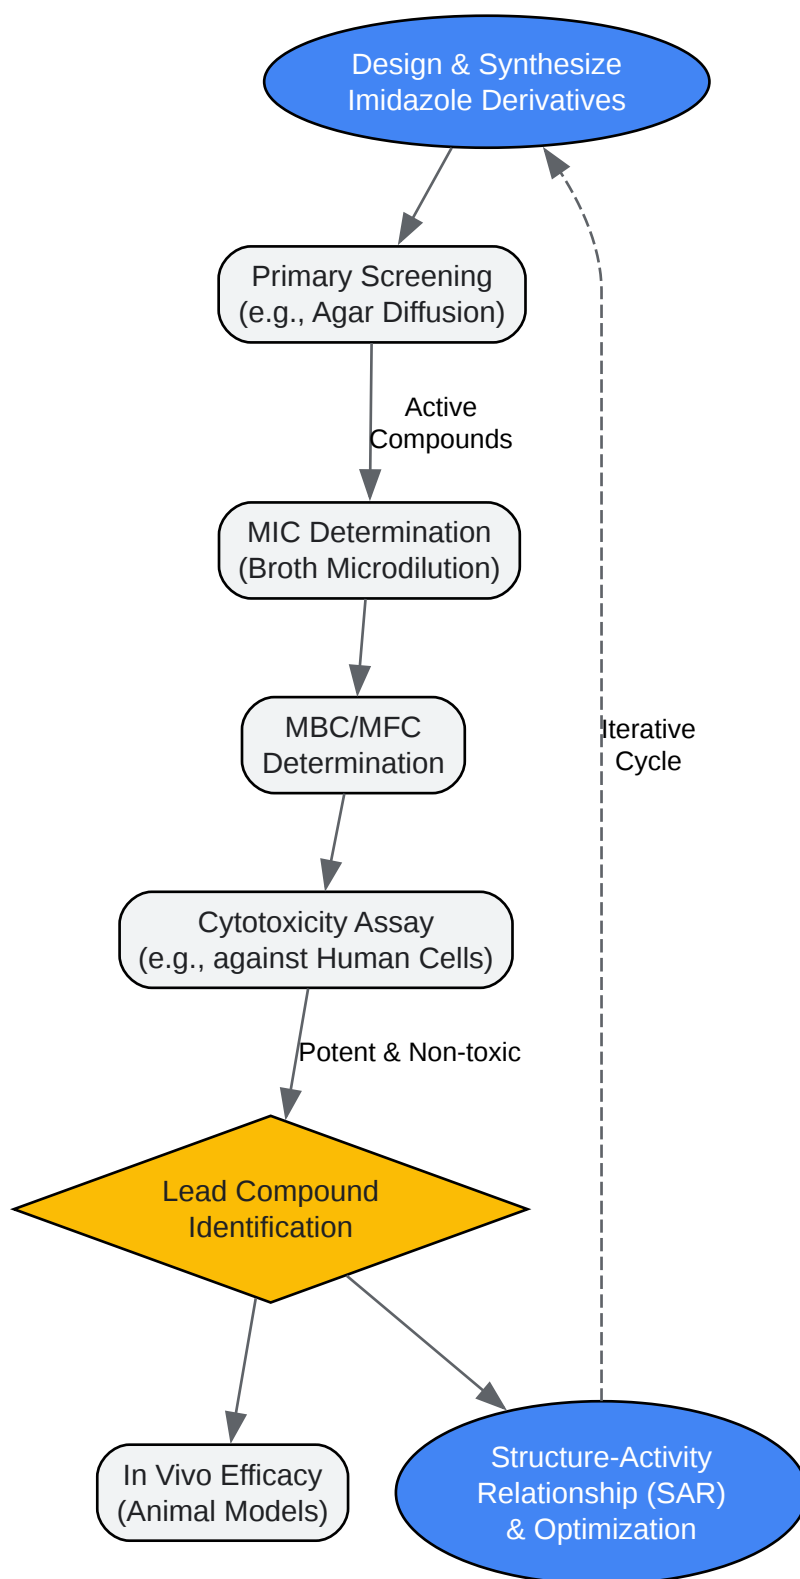 Design & Synthesize
Imidazole Derivatives
Primary Screening
(e.g., Agar Diffusion)
Active
Compounds
MIC Determination
(Broth Microdilution)
MBC/MFC
Determination
Iterative
Cycle
Cytotoxicity Assay
(e.g., against Human Cells)
Potent & Non-toxic
Lead Compound
Identification
In Vivo Efficacy
(Animal Models)
Structure-Activity
Relationship (SAR)
& Optimization